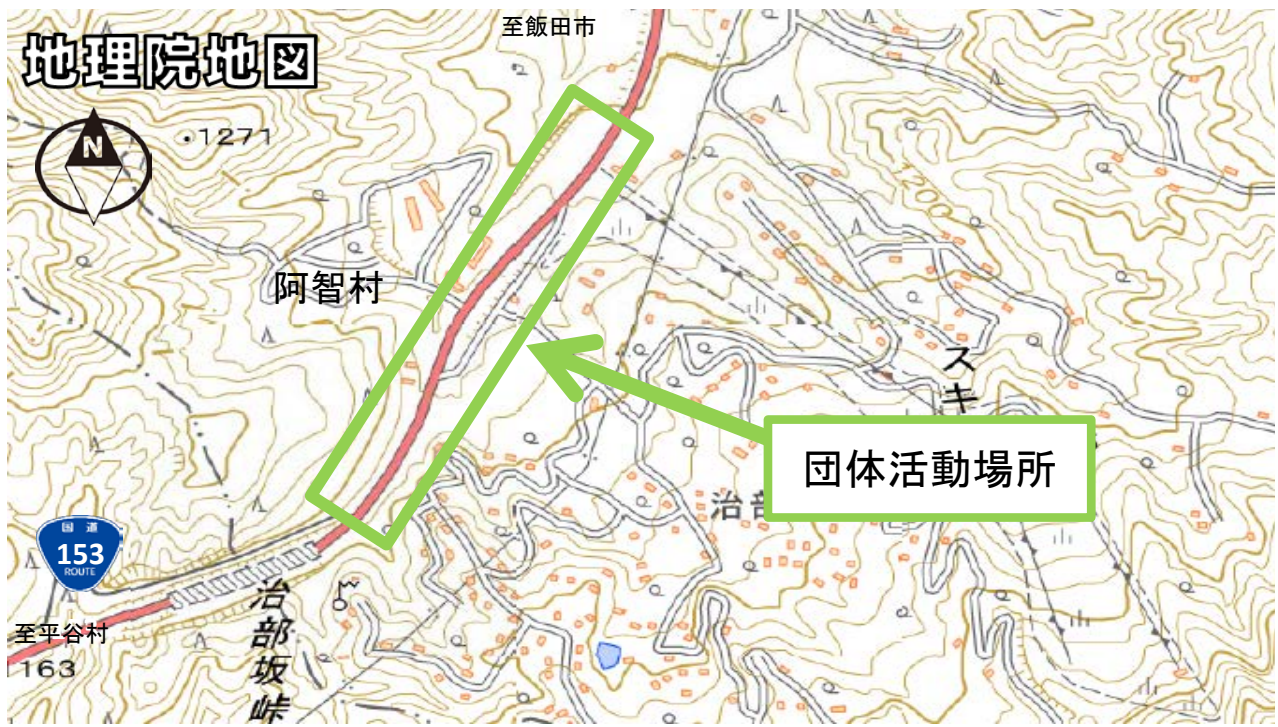 至飯田市
地理院地図
N
1271
1200
阿智村
スキ
団体活動場所
治部
国道
153
ROUTE
治部坂峠
至平谷村
163